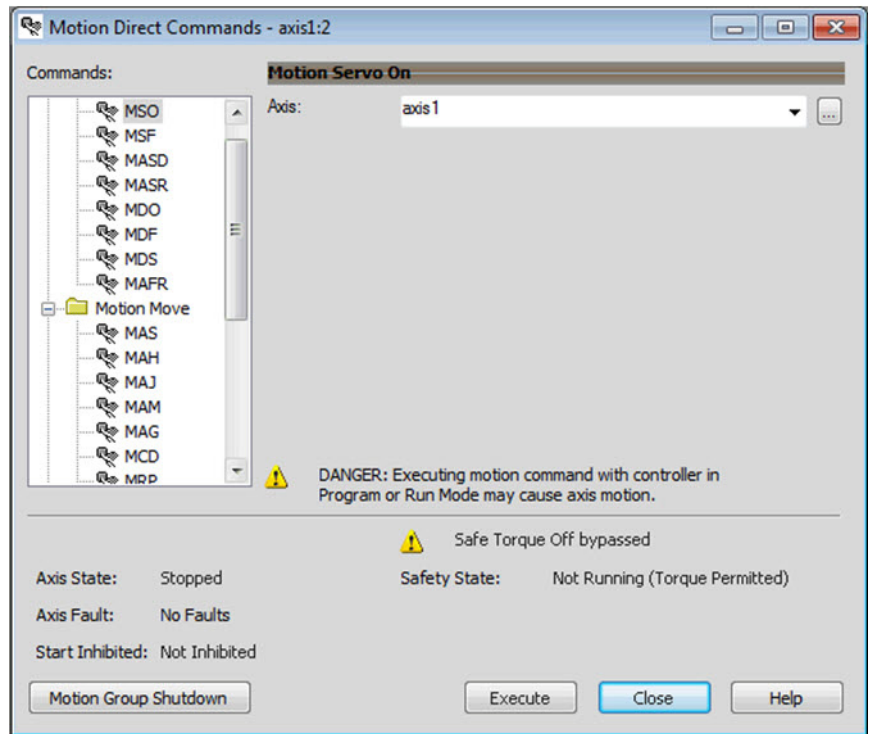 Motion Direct Commands - axis1:2
Commands:
Motion Servo On
MSO
MSF
MASD
MASR
MDO
MDF
MDS
MAFR
Motion Move
MAS
MAH
MAJ
MAM
MAG
MCD
MRP
Axis:
axis1
...
DANGER: Executing motion command with controller in
Program or Run Mode may cause axis motion.
Safe Torque Off bypassed
Axis State: Stopped
Safety State: Not Running (Torque Permitted)
Axis Fault: No Faults
Start Inhibited: Not Inhibited
Motion Group Shutdown
Execute
Close
Help